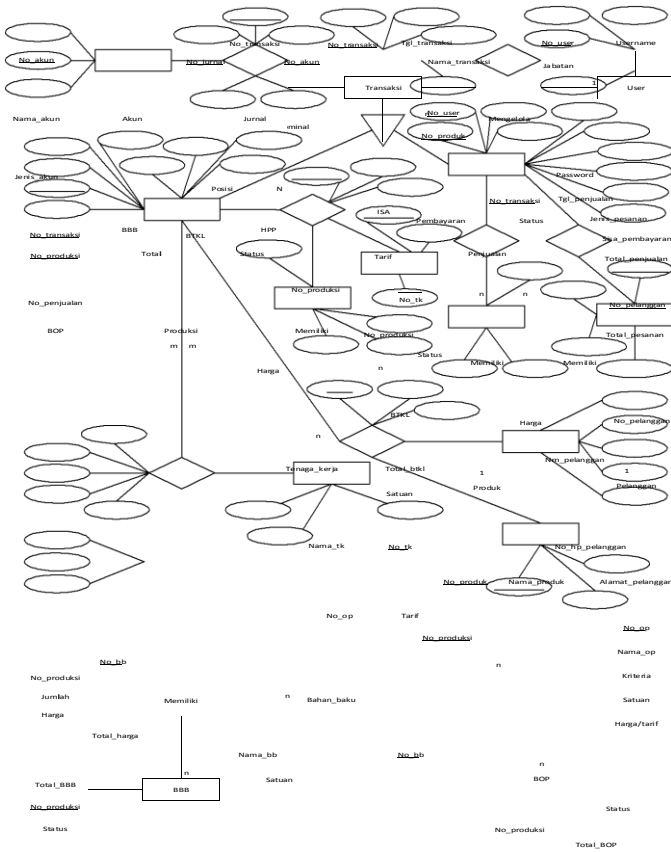 No_transaksi
No_transaksi
Tgl_transaksi
No_user
Username
No_akun
No_jurnal
No_akun
Nama_transaksi
Jabatan
Transaksi
1
User
Nama_akun
Akun
Jurnal
minal
No_user
Mengelola
No_produk
Jenis_akun
Posisi
N
Password
No_transaksi
Tgl_penjualan
ISA
Pembayaran
Status
Jenis_pesanan
BBB
BTKL
HPP
Sisa_pembayaran
No_transaksi
No_produksi
Total
Status
Tarif
Penjualan
Total_penjualan
No_produksi
No_tk
n
n
No_penjualan
No_pelanggan
BOP
Produksi
Memiliki
No_produksi
Total_pesanan
m
m
Status
Memiliki
Memiliki
Harga
n
BTKL
Harga
No_pelanggan
n
Nm_pelanggan
Tenaga_kerja
Total_btkl
1
1
Produk
Pelanggan
Satuan
Nama_tk
No_tk
No_hp_pelanggan
No_produk
Nama_produk
Alamat_pelanggan
No_op
Tarif
No_op
No_produksi
Nama_op
No_bb
n
No_produksi
Kriteria
Jumlah
Memiliki
n
Bahan_baku
Satuan
Harga
Harga/tarif
Total_harga
Nama_bb
No_bb
n
n
Satuan
BOP
Total_BBB
BBB
No_produksi
Status
Status
No_produksi
Total_BOP